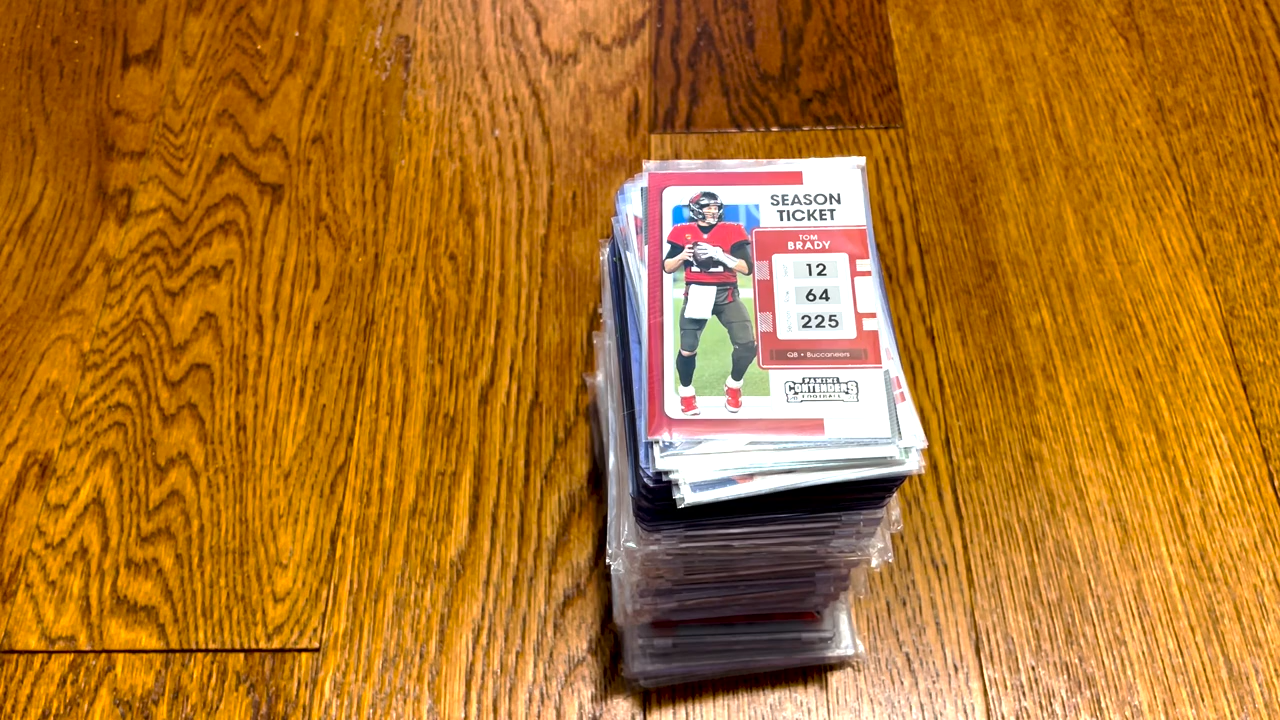 SEASON
TICKET
TOM
BRADY
12
64
225
QB • Buccaneers
PANINI
CONTENDERS
FOOTBALL